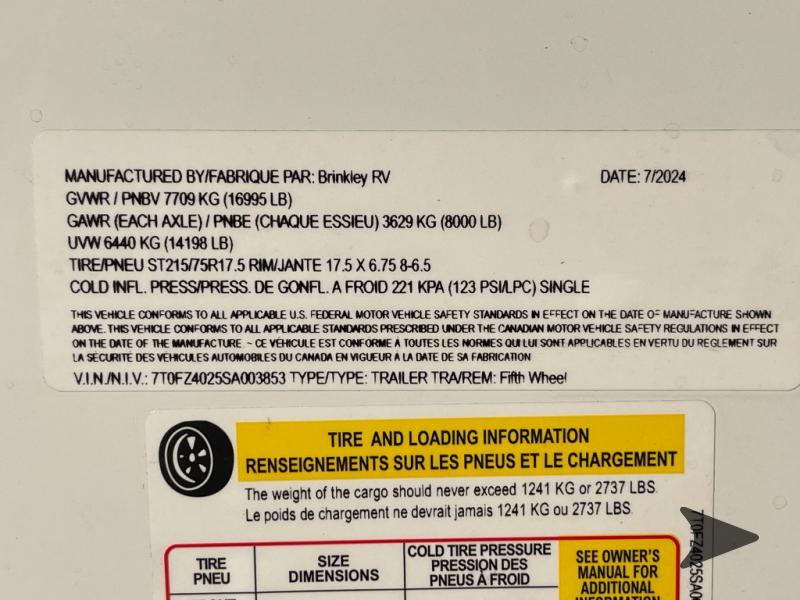 MANUFACTURED BY/FABRIQUE PAR: Brinkley RV DATE: 7/2024
GVWR / PNBV 7709 KG (16995 LB)
GAWR (EACH AXLE) / PNBE (CHAQUE ESSIEU) 3629 KG (8000 LB)
UVW 6440 KG (14198 LB)
TIRE/PNEU ST215/75R17.5 RIM/JANTE 17.5 X 6.75 8-6.5
COLD INFL. PRESS/PRESS. DE GONFL. A FROID 221 KPA (123 PSI/LPC) SINGLE
THIS VEHICLE CONFORMS TO ALL APPLICABLE U.S. FEDERAL MOTOR VEHICLE SAFETY STANDARDS IN EFFECT ON THE DATE OF MANUFACTURE SHOWN
ABOVE. THIS VEHICLE CONFORMS TO ALL APPLICABLE STANDARDS PRESCRIBED UNDER THE CANADIAN MOTOR VEHICLE SAFETY REGULATIONS IN EFFECT
ON THE DATE OF THE MANUFACTURE. ~ CE VÉHICULE EST CONFORME À TOUTES LES NORMES QUI LUI SONT APPLICABLES EN VERTU DU REGLEMENT SUR
LA SÉCURITÉ DES VÉHICULES AUTOMOBILES DU CANADA EN VIGUEUR À LA DATE DE SA FABRICATION
V.I.N./N.I.V.: 7T0FZ4025SA003853 TYPE/TYPE: TRAILER TRA/REM: Fifth Wheel
TIRE AND LOADING INFORMATION
RENSEIGNEMENTS SUR LES PNEUS ET LE CHARGEMENT
The weight of the cargo should never exceed 1241 KG or 2737 LBS.
Le poids de chargement ne devrait jamais 1241 KG ou 2737 LBS.
TIRE
PNEU
SIZE
DIMENSIONS
COLD TIRE PRESSURE
PRESSION DES
PNEUS À FROID
SEE OWNER'S
MANUAL FOR
ADDITIONAL
INFORMATION
7T0FZ4025SA00